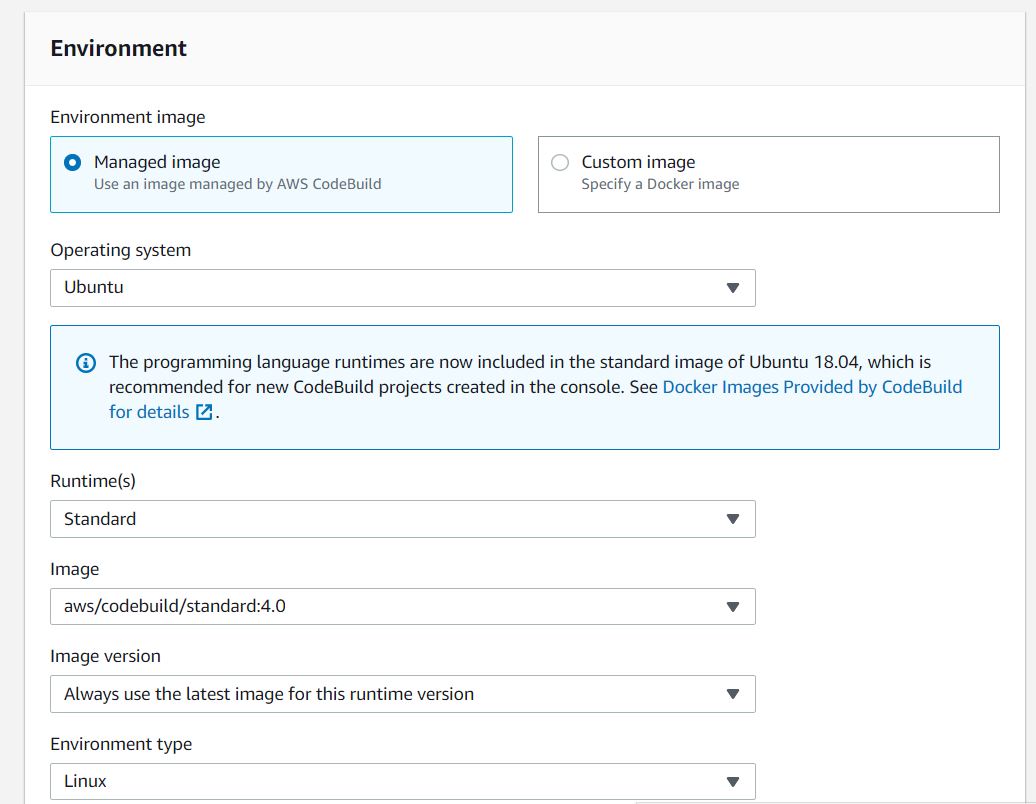 Environment
Environment image
Managed image
Use an image managed by AWS CodeBuild
Custom image
Specify a Docker image
Operating system
Ubuntu
The programming language runtimes are now included in the standard image of Ubuntu 18.04, which is
recommended for new CodeBuild projects created in the console. See Docker Images Provided by CodeBuild
for details.
Runtime(s)
Standard
Image
aws/codebuild/standard:4.0
Image version
Always use the latest image for this runtime version
Environment type
Linux